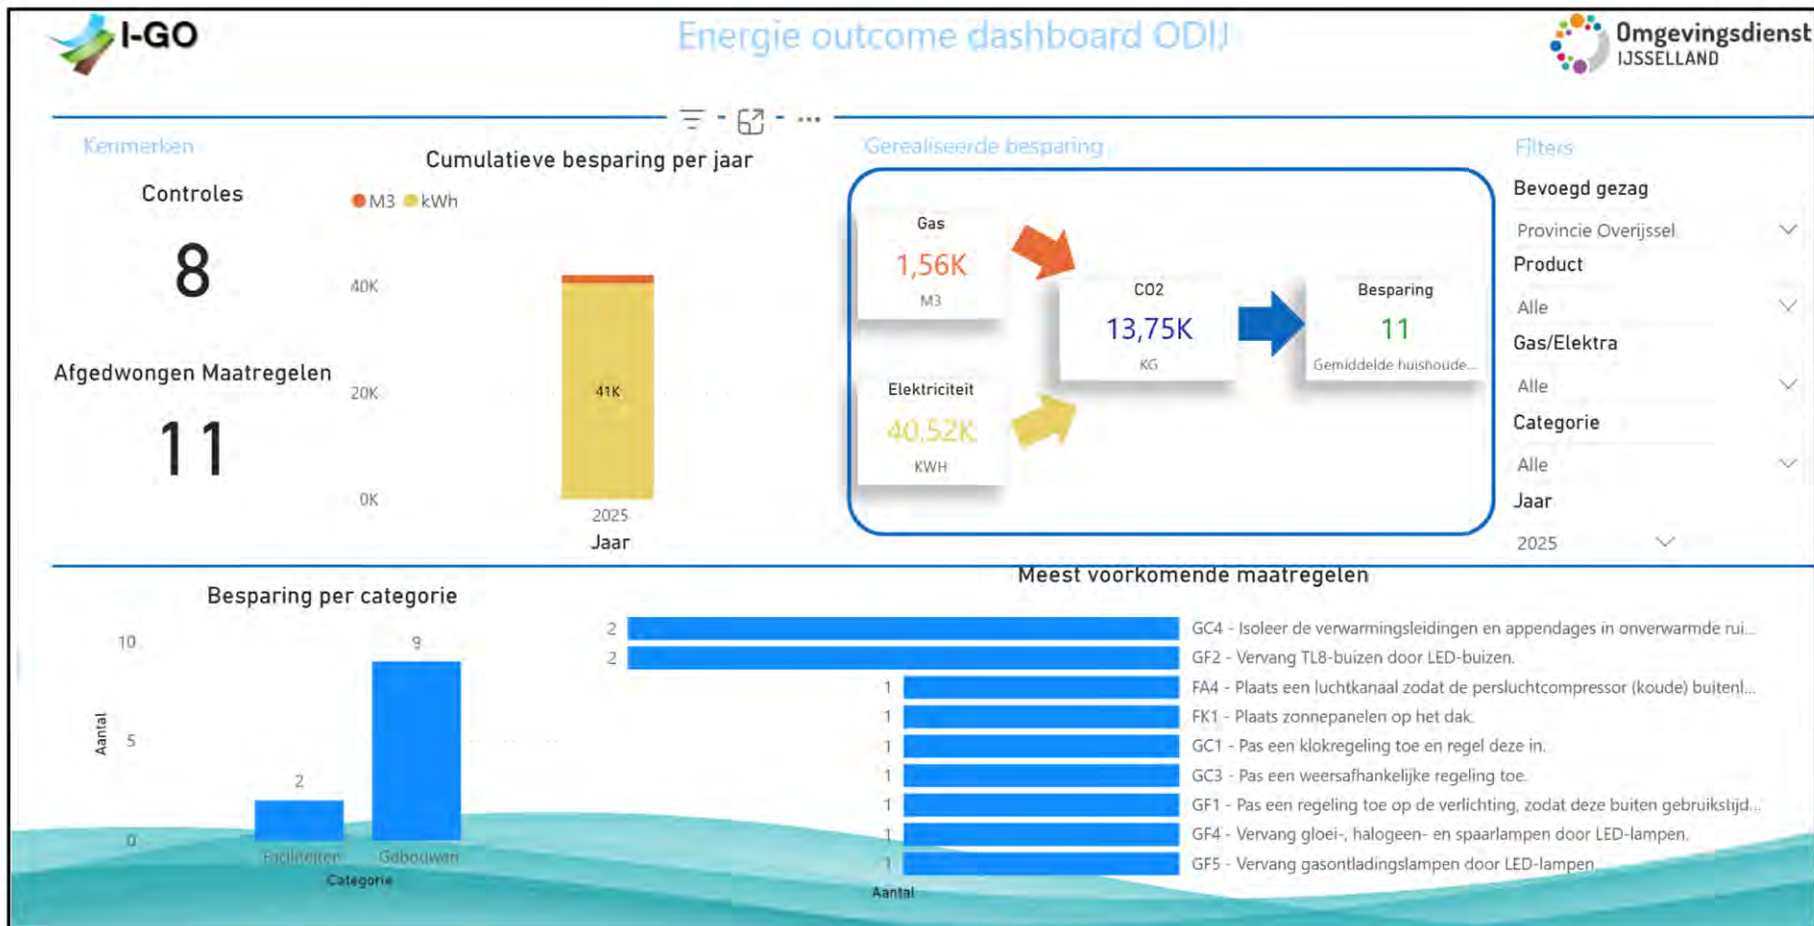 I-GO
Energie outcome dashboard ODIJ
Omgevingsdienst
IJSSELLAND
Kenmerken
Controles
8
Afgedwongen Maatregelen
11
Cumulatieve besparing per jaar
M3 kWh
40K
20K
0K
41K
2025
Jaar
Gerealiseerde besparing
Gas
1,56K
M3
Elektriciteit
40,52K
KWH
CO2
13,75K
KG
Besparing
11
Gemiddelde huishoude...
Filters
Bevoegd gezag
Provincie Overijssel
Product
Alle
Gas/Elektra
Alle
Categorie
Alle
Jaar
2025
Besparing per categorie
Aantal
10
5
0
2
9
Faciliteiten Gebouwen
Categorie
Meest voorkomende maatregelen
2 GC4 - Isoleer de verwarmingsleidingen en appendages in onverwarmde rui...
2 GF2 - Vervang TL8-buizen door LED-buizen.
1 FA4 - Plaats een luchtkanaal zodat de persluchtcompressor (koude) buitenl...
1 FK1 - Plaats zonnepanelen op het dak.
1 GC1 - Pas een klokregeling toe en regel deze in.
1 GC3 - Pas een weersafhankelijke regeling toe.
1 GF1 - Pas een regeling toe op de verlichting, zodat deze buiten gebruikstijd...
1 GF4 - Vervang gloei-, halogeen- en spaarlampen door LED-lampen.
1 GF5 - Vervang gasontladingslampen door LED-lampen.
Aantal